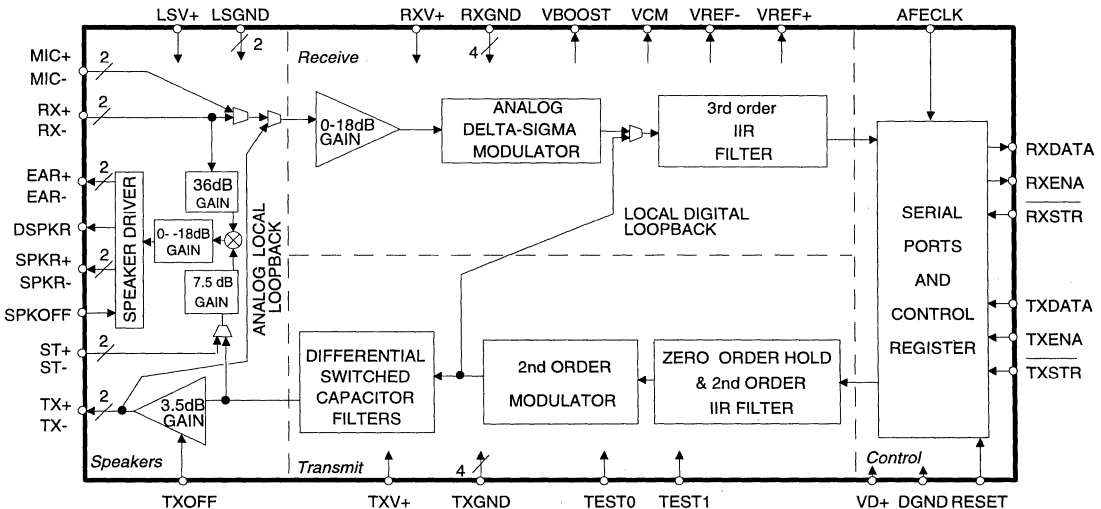 LSV+ LSGND RXV+ RXGND VBOOST VCM VREF- VREF+ AFECLK
2
4
Receive
MIC+
MIC-
2
RX+
RX-
2
0-18dB
GAIN
ANALOG
DELTA-SIGMA
MODULATOR
3rd order
IIR
FILTER
EAR+
EAR-
2
DSPKR
SPKR+
SPKR-
2
SPKOFF
ST+
ST-
2
TX+
TX-
2
SPEAKER DRIVER
36dB
GAIN
0- -18dB
GAIN
7.5 dB
GAIN
ANALOG LOCAL
LOOPBACK
LOCAL DIGITAL
LOOPBACK
3.5dB
GAIN
DIFFERENTIAL
SWITCHED
CAPACITOR
FILTERS
2nd ORDER
MODULATOR
ZERO ORDER HOLD
& 2nd ORDER
IIR FILTER
SERIAL
PORTS
AND
CONTROL
REGISTER
RXDATA
RXENA
RXSTR
TXDATA
TXENA
TXSTR
Speakers
Transmit
4
Control
TXOFF TXV+ TXGND TEST0 TEST1 VD+ DGND RESET